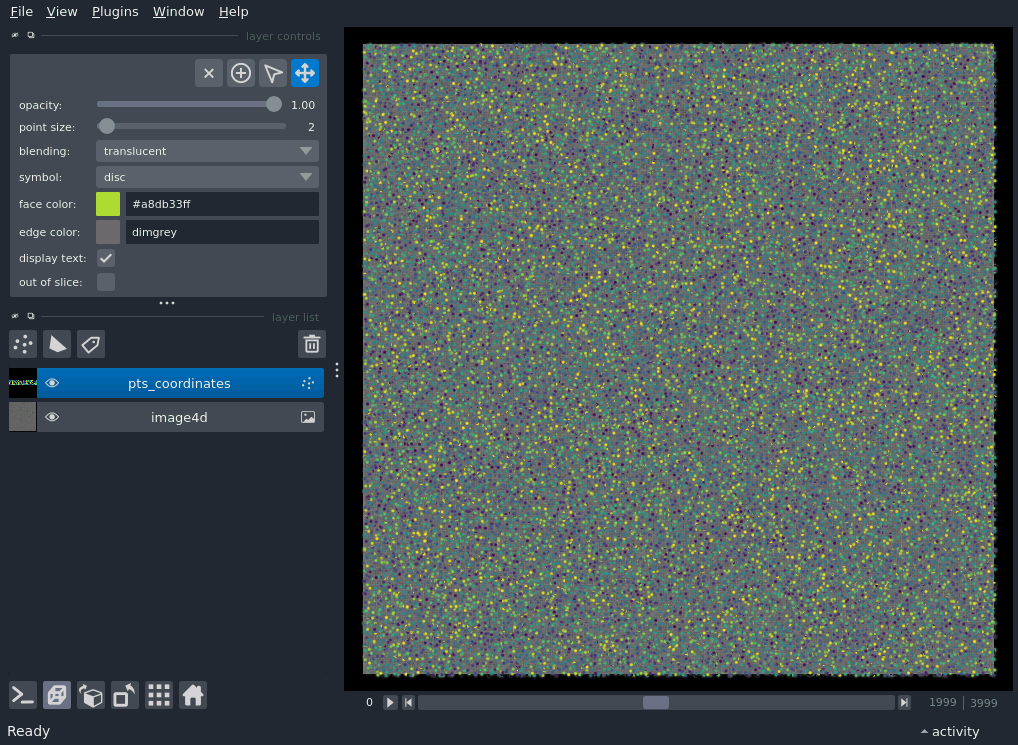 File View Plugins Window Help
layer controls
opacity: 1.00
point size: 2
blending: translucent
symbol: disc
face color: #a8db33ff
edge color: dimgrey
display text:
out of slice:
layer list
pts_coordinates
image4d
0 1999 3999
Ready activity